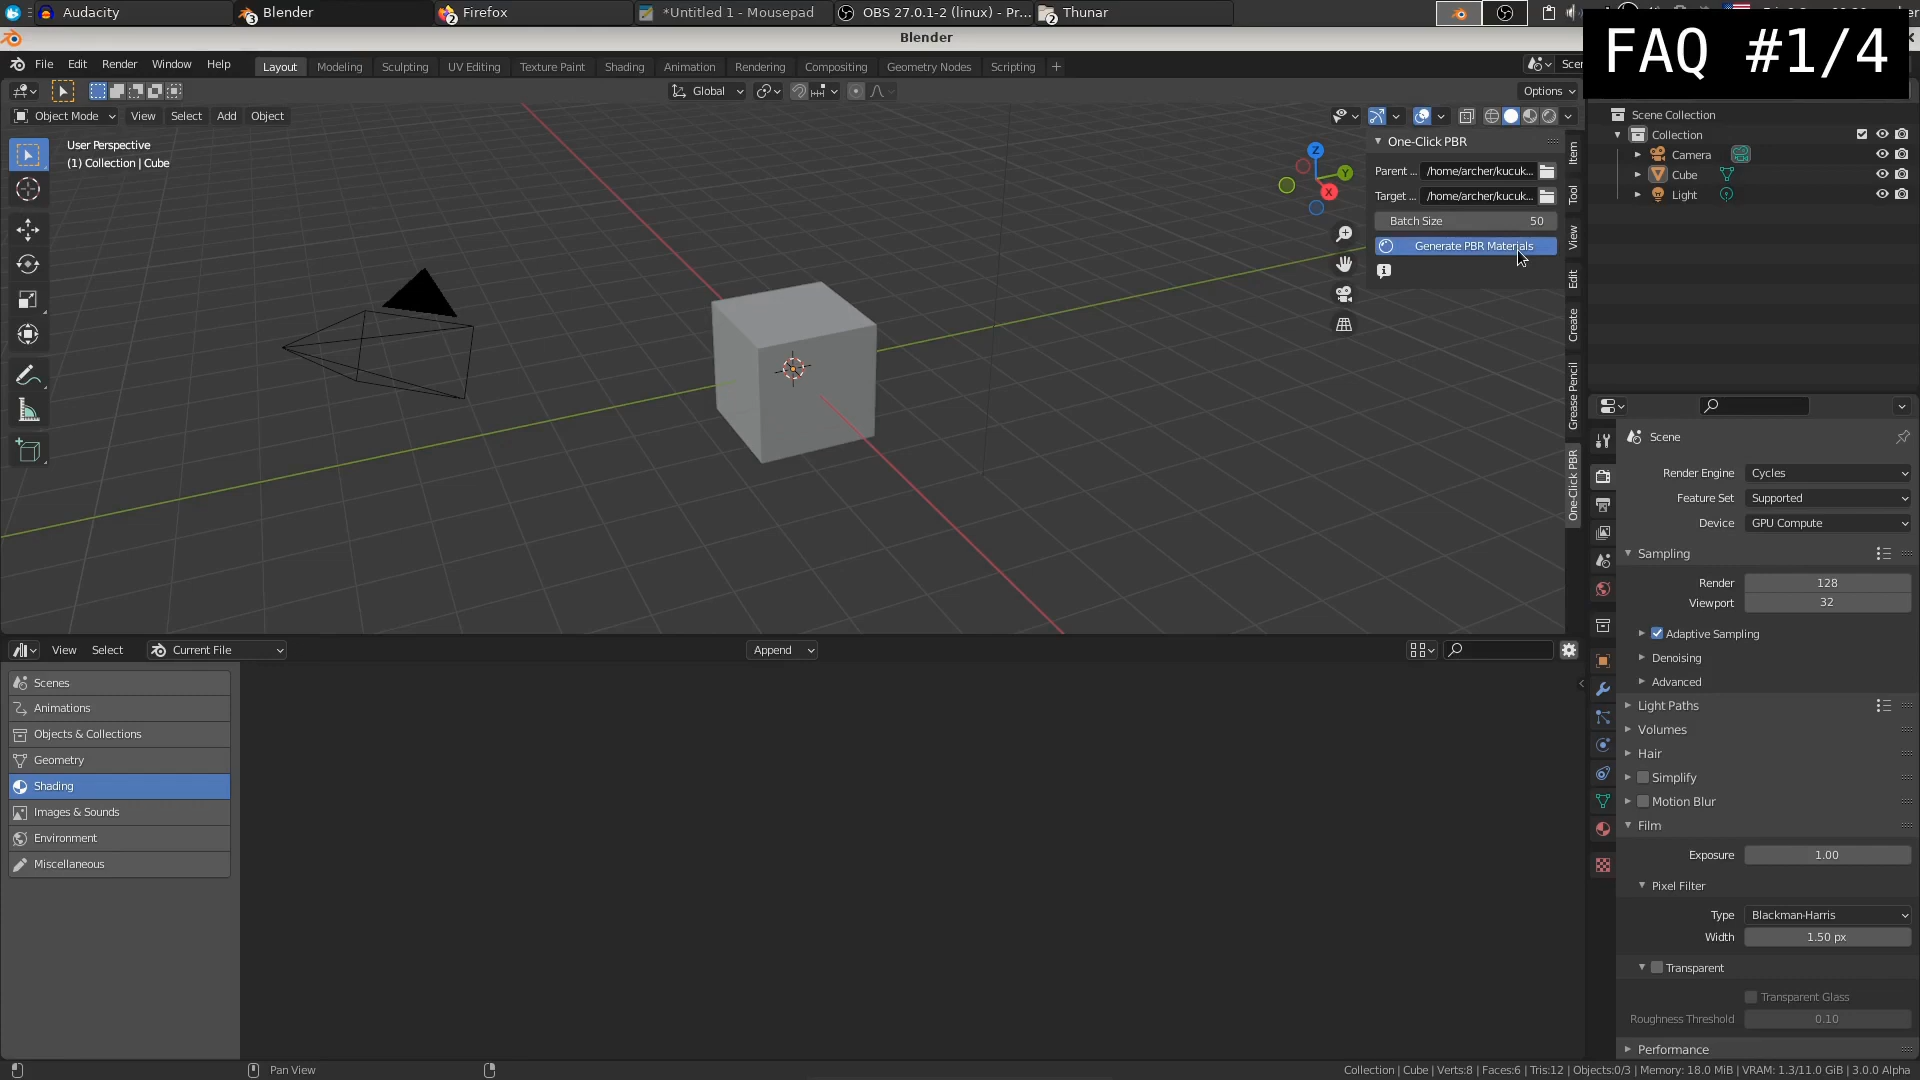 Audacity
3 Blender
2 Firefox
*Untitled 1 - Mousepad
OBS 27.0.1-2 (linux) - Pr...
2 Thunar
Blender
FAQ #1/4
File Edit Render Window Help
Layout Modeling Sculpting UV Editing Texture Paint Shading Animation Rendering Compositing Geometry Nodes Scripting +
Global
Options
Object Mode View Select Add Object
User Perspective
(1) Collection | Cube
Z
Y
X
One-Click PBR
Parent ... /home/archer/kucuk...
Target ... /home/archer/kucuk...
Batch Size 50
Generate PBR Materials
Item
Tool
View
Edit
Create
Grease Pencil
One-Click PBR
Scene Collection
Collection
Camera
Cube
Light
Scene
Render Engine Cycles
Feature Set Supported
Device GPU Compute
Sampling
Render 128
Viewport 32
Adaptive Sampling
Denoising
Advanced
Light Paths
Volumes
Hair
Simplify
Motion Blur
Film
Exposure 1.00
Pixel Filter
Type Blackman-Harris
Width 1.50 px
Transparent
Transparent Glass
Roughness Threshold 0.10
Performance
View Select Current File Append
Scenes
Animations
Objects & Collections
Geometry
Shading
Images & Sounds
Environment
Miscellaneous
Pan View
Collection | Cube | Verts:8 | Faces:6 | Tris:12 | Objects:0/3 | Memory: 18.0 MiB | VRAM: 1.3/11.0 GiB | 3.0.0 Alpha